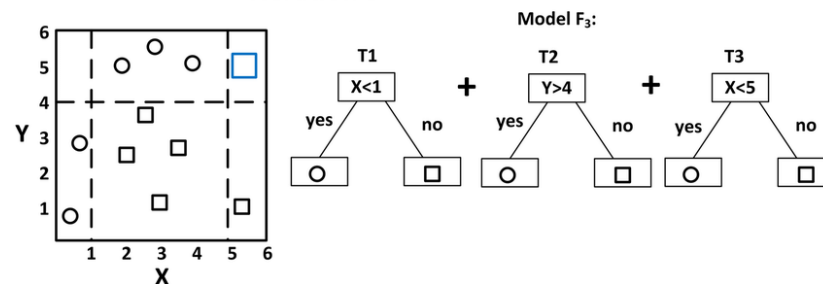 6
5
4
3
2
1
Y
1 2 3 4 5 6
X
Model F3:
T1 T2 T3
X<1 + Y>4 + X<5
yes no yes no yes no